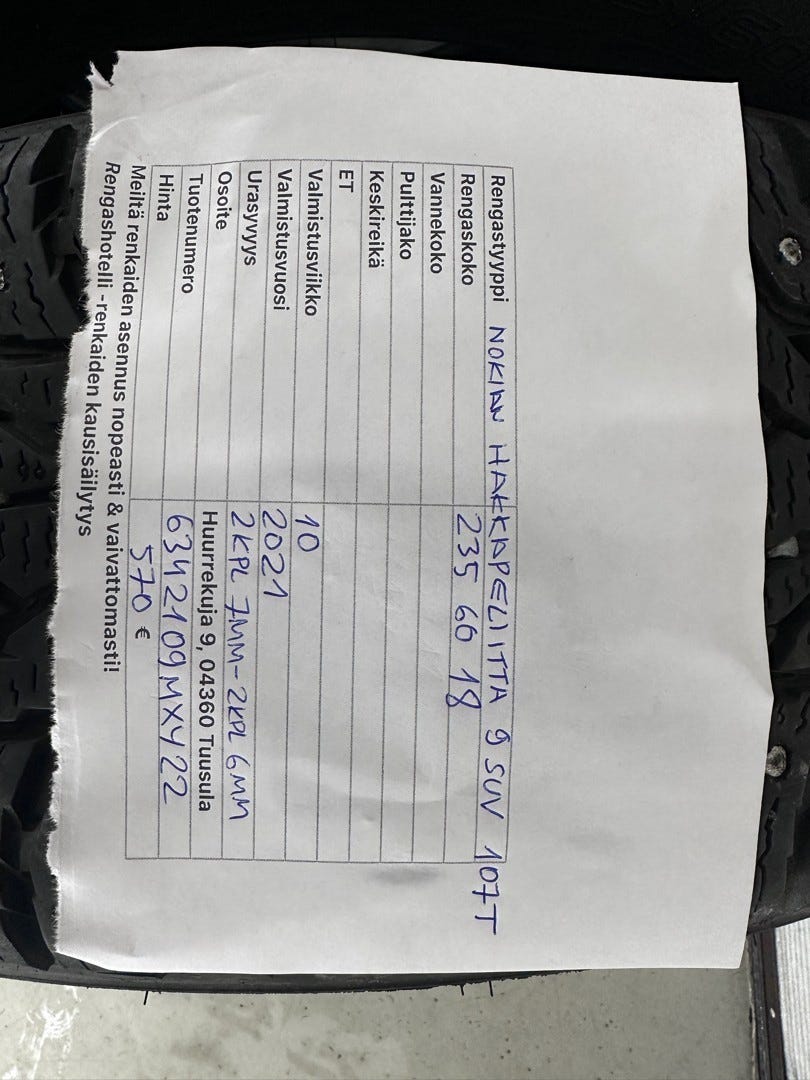 Rengastyyppi NOKIAN HAKKAPELIITTA 9 SUV 107T
Rengaskoko 235 60 18
Vannekoko
Pulttijako
Keskireikä
ET
Valmistusviikko 10
Valmistusvuosi 2021
Urasyvyys 2KPL 7MM-2KPL 6MM
Osoite Huurrekuja 9, 04360 Tuusula
Tuotenumero 6342109MXY22
Hinta 570 €
Meiltä renkaiden asennus nopeasti & vaivattomasti!
Rengashotelli -renkaiden kausisäilytys